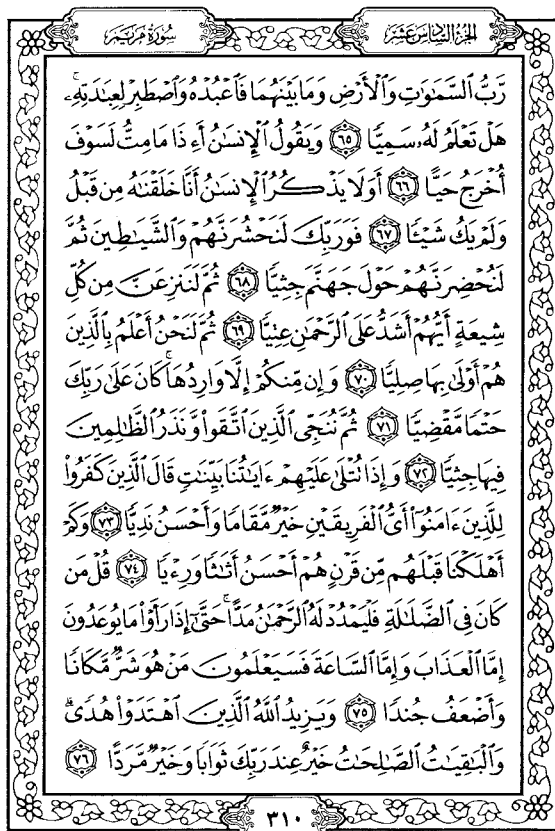 سُورَةُ مَرْيَمَ
الجُزْءُ السَّادِسَ عَشَرَ
رَّبُّ ٱلسَّمَٰوَٰتِ وَٱلْأَرْضِ وَمَا بَيْنَهُمَا فَٱعْبُدْهُ وَٱصْطَبِرْ لِعِبَٰدَتِهِۦۚ
هَلْ تَعْلَمُ لَهُۥ سَمِيًّا ٦٥ وَيَقُولُ ٱلْإِنسَٰنُ أَءِذَا مَا مِتُّ لَسَوْفَ
أُخْرَجُ حَيًّا ٦٦ أَوَلَا يَذْكُرُ ٱلْإِنسَٰنُ أَنَّا خَلَقْنَٰهُ مِن قَبْلُ
وَلَمْ يَكُ شَيْـًٔا ٦٧ فَوَرَبِّكَ لَنَحْشُرَنَّهُمْ وَٱلشَّيَٰطِينَ ثُمَّ
لَنُحْضِرَنَّهُمْ حَوْلَ جَهَنَّمَ جِثِيًّا ٦٨ ثُمَّ لَنَنزِعَنَّ مِن كُلِّ
شِيعَةٍ أَيُّهُمْ أَشَدُّ عَلَى ٱلرَّحْمَٰنِ عِتِيًّا ٦٩ ثُمَّ لَنَحْنُ أَعْلَمُ بِٱلَّذِينَ
هُمْ أَوْلَىٰ بِهَا صِلِيًّا ٧٠ وَإِن مِّنكُمْ إِلَّا وَارِدُهَاۚ كَانَ عَلَىٰ رَبِّكَ
حَتْمًا مَّقْضِيًّا ٧١ ثُمَّ نُنَجِّى ٱلَّذِينَ ٱتَّقَوا۟ وَّنَذَرُ ٱلظَّٰلِمِينَ
فِيهَا جِثِيًّا ٧٢ وَإِذَا تُتْلَىٰ عَلَيْهِمْ ءَايَٰتُنَا بَيِّنَٰتٍ قَالَ ٱلَّذِينَ كَفَرُوا۟
لِلَّذِينَ ءَامَنُوٓا۟ أَىُّ ٱلْفَرِيقَيْنِ خَيْرٌ مَّقَامًا وَأَحْسَنُ نَدِيًّا ٧٣ وَكَمْ
أَهْلَكْنَا قَبْلَهُم مِّن قَرْنٍ هُمْ أَحْسَنُ أَثَٰثًا وَرِءْيًا ٧٤ قُلْ مَن
كَانَ فِى ٱلضَّلَٰلَةِ فَلْيَمْدُدْ لَهُ ٱلرَّحْمَٰنُ مَدًّاۚ حَتَّىٰٓ إِذَا رَأَوْا۟ مَا يُوعَدُونَ
إِمَّا ٱلْعَذَابَ وَإِمَّا ٱلسَّاعَةَ فَسَيَعْلَمُونَ مَنْ هُوَ شَرٌّ مَّكَانًا
وَأَضْعَفُ جُندًا ٧٥ وَيَزِيدُ ٱللَّهُ ٱلَّذِينَ ٱهْتَدَوْا۟ هُدًىۗ
وَٱلْبَٰقِيَٰتُ ٱلصَّٰلِحَٰتُ خَيْرٌ عِندَ رَبِّكَ ثَوَابًا وَخَيْرٌ مَّرَدًّا ٧٦
٣١٠